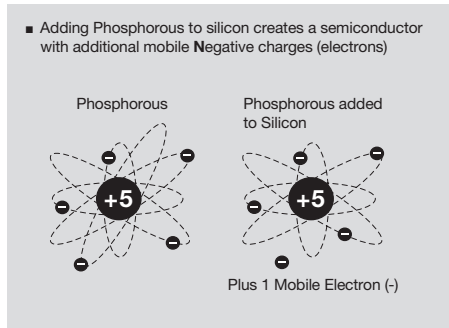 ■ Adding Phosphorous to silicon creates a semiconductor
with additional mobile Negative charges (electrons)
Phosphorous
Phosphorous added
to Silicon
+5
+5
Plus 1 Mobile Electron (-)